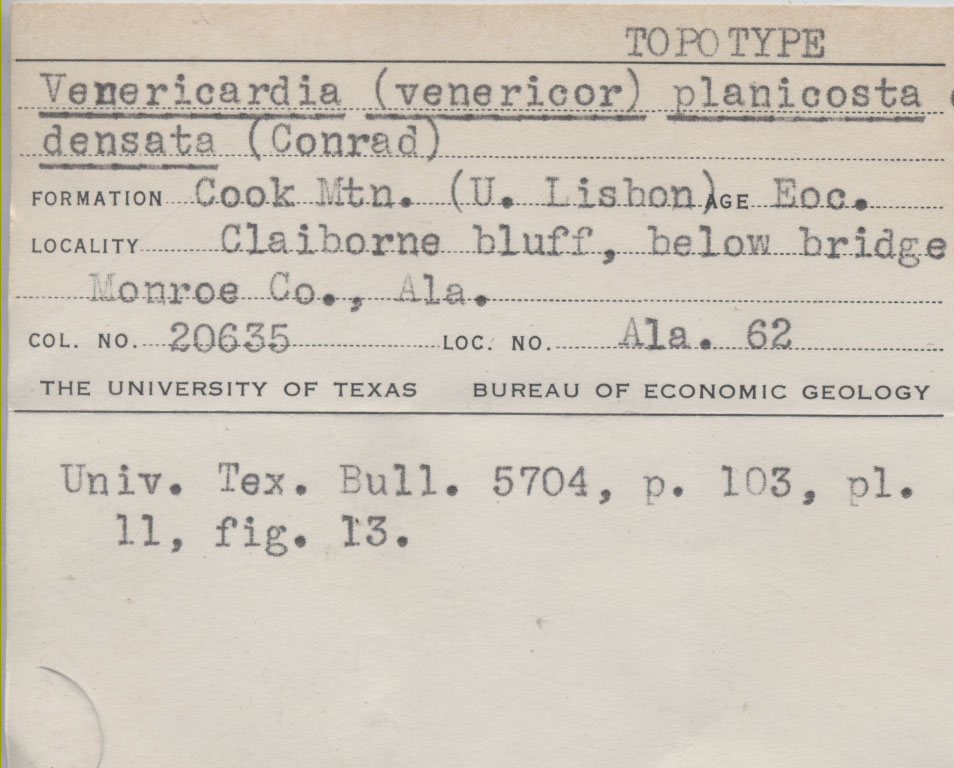 TOPOTYPE
Venericardia (venericor) planicosta
densata (Conrad)
FORMATION Cook Mtn. (U. Lisbon) AGE Eoc.
LOCALITY Claiborne bluff, below bridge
Monroe Co., Ala.
COL. NO. 20635 LOC. NO. Ala. 62
THE UNIVERSITY OF TEXAS BUREAU OF ECONOMIC GEOLOGY
Univ. Tex. Bull. 5704, p. 103, pl.
11, fig. 13.